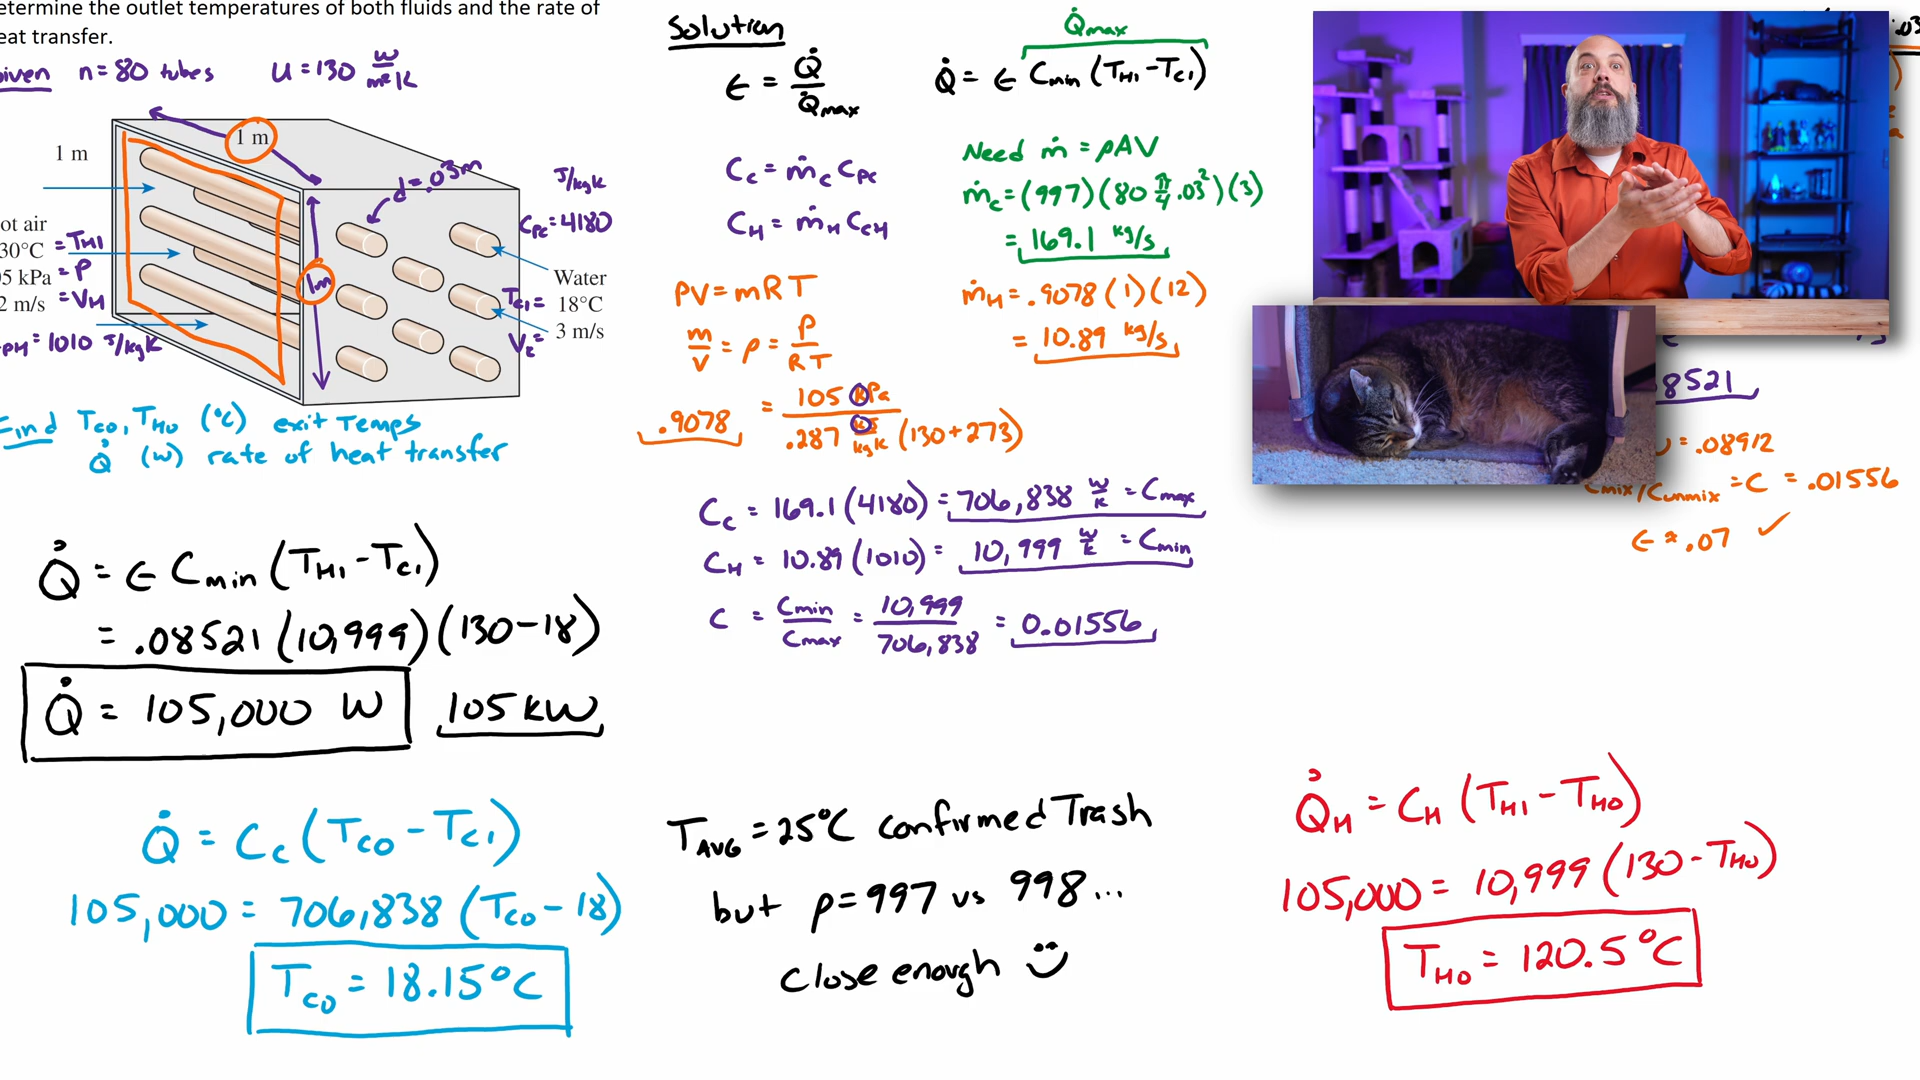 etermine the outlet temperatures of both fluids and the rate of
eat transfer.
iven n=80 tubes U=130 W/m²K
1 m
1 m
d=.03m
J/kgK
Cpc=4180
ot air
30°C = TH1
5 kPa = P
2 m/s = VH
PH = 1010 J/kgK
1m
Water
Tc1= 18°C
3 m/s
Find Tco, THo (°C) exit Temps
Q̇ (W) rate of heat transfer
Q̇ = ϵ Cmin (TH1 - Tc1)
= .08521 (10,999) (130-18)
Q̇ = 105,000 W 105 kW
Q̇ = Cc (Tco - Tc1)
105,000 = 706,838 (Tco - 18)
Tco = 18.15°C
Solution
ϵ = Q̇/Q̇max
Q̇max
Q̇ = ϵ Cmin (TH1 - Tc1)
Cc = ṁc Cpc
CH = ṁH CcH
Need ṁ = ρAV
ṁc = (997)(80 π/4 .03²)(3)
= 169.1 kg/s
PV = mRT
m/V = ρ = P/RT
.9078 = 105 kPa / .287 kJ/kgK (130+273)
ṁH = .9078 (1)(12)
= 10.89 kg/s
Cc = 169.1 (4180) = 706,838 W/K = Cmax
CH = 10.89 (1010) = 10,999 W/K = Cmin
C = Cmin/Cmax = 10,999/706,838 = 0.01556
TAVG = 25°C confirmed Trash
but ρ = 997 vs 998...
close enough
.03
8521
= .08912
Cmix/Cunmix = C = .01556
ϵ ≈ .07 ✓
Q̇H = CH (TH1 - THo)
105,000 = 10,999 (130 - THo)
THo = 120.5°C